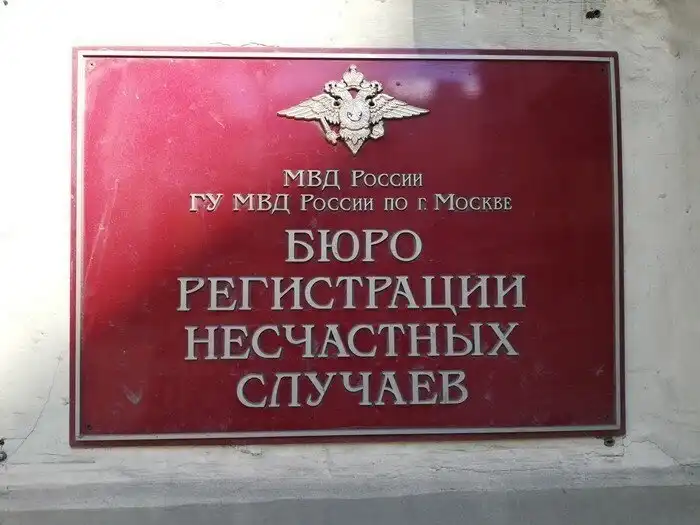 МВД России
ГУ МВД России по г. Москве
БЮРО
РЕГИСТРАЦИИ
НЕСЧАСТНЫХ
СЛУЧАЕВ